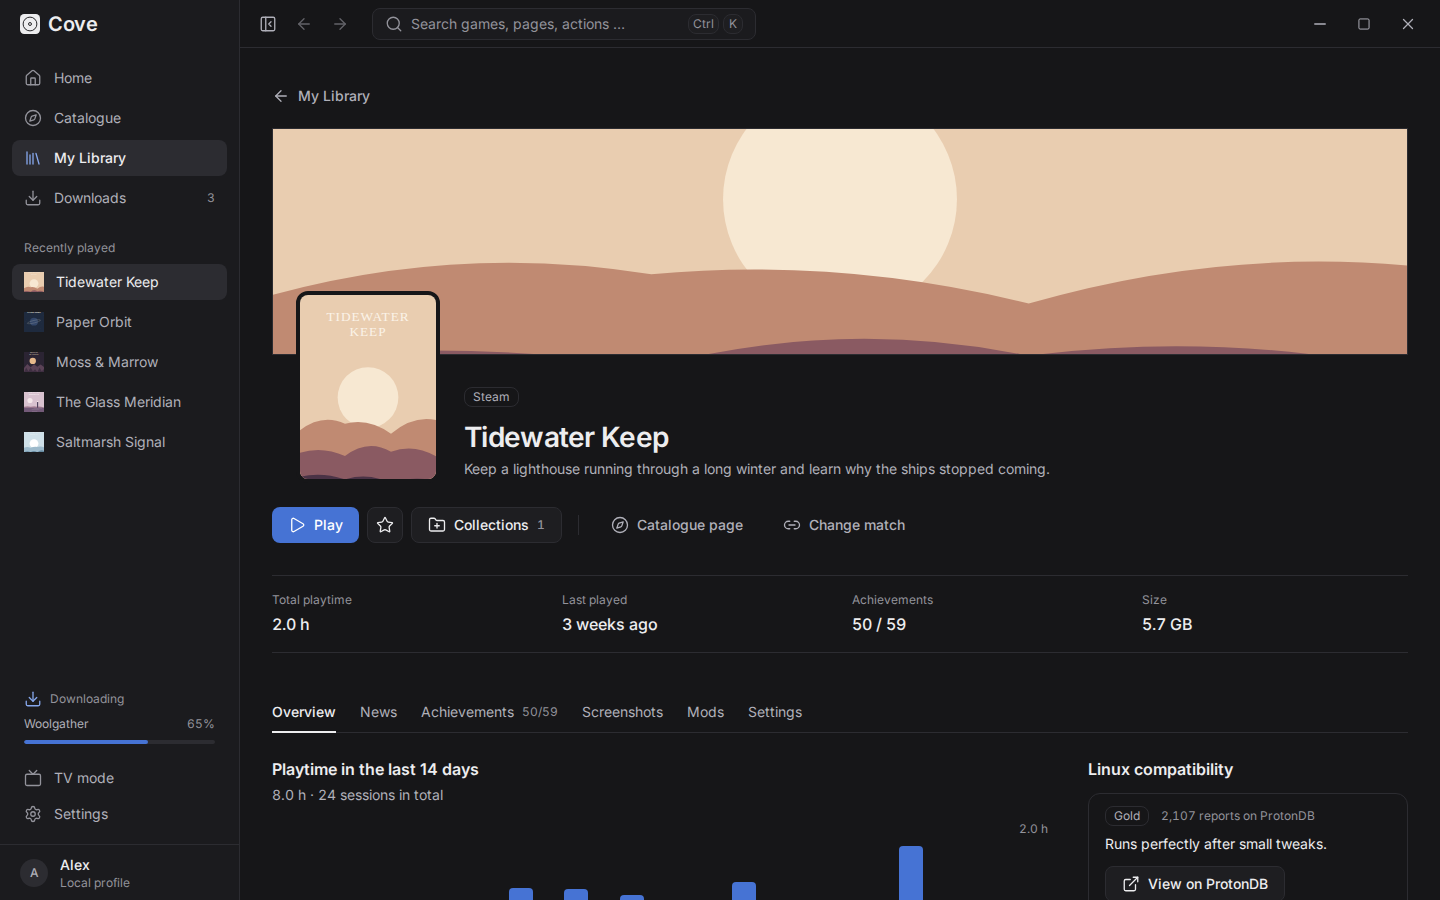 Cove
Search games, pages, actions ...
Ctrl
K
Home
Catalogue
My Library
Downloads
3
Recently played
Tidewater Keep
Paper Orbit
Moss & Marrow
The Glass Meridian
Saltmarsh Signal
Downloading
Woolgather
65%
TV mode
Settings
A
Alex
Local profile
My Library
TIDEWATER
KEEP
Steam
Tidewater Keep
Keep a lighthouse running through a long winter and learn why the ships stopped coming.
Play
Collections 1
Catalogue page
Change match
Total playtime
2.0 h
Last played
3 weeks ago
Achievements
50 / 59
Size
5.7 GB
Overview
News
Achievements 50/59
Screenshots
Mods
Settings
Playtime in the last 14 days
8.0 h · 24 sessions in total
2.0 h
Linux compatibility
Gold
2,107 reports on ProtonDB
Runs perfectly after small tweaks.
View on ProtonDB